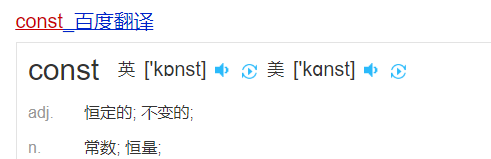 const_百度翻译
const 英 ['kɒnst] 美 ['kɑnst]
adj. 恒定的; 不变的;
n. 常数; 恒量;